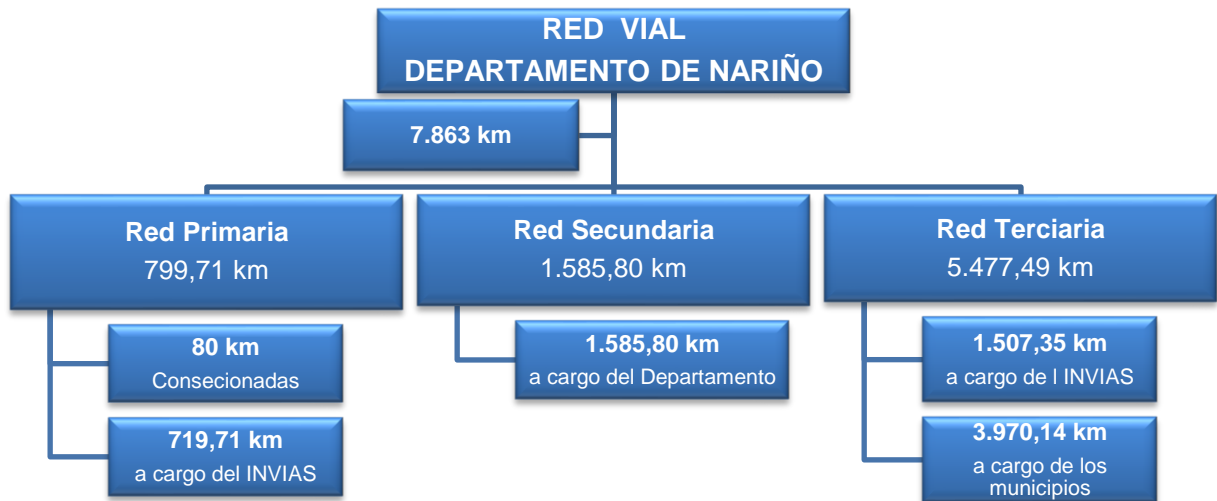 RED VIAL
DEPARTAMENTO DE NARIÑO
7.863 km
Red Primaria
799,71 km
80 km
Consecionadas
719,71 km
a cargo del INVIAS
Red Secundaria
1.585,80 km
1.585,80 km
a cargo del Departamento
Red Terciaria
5.477,49 km
1.507,35 km
a cargo de l INVIAS
3.970,14 km
a cargo de los
municipios